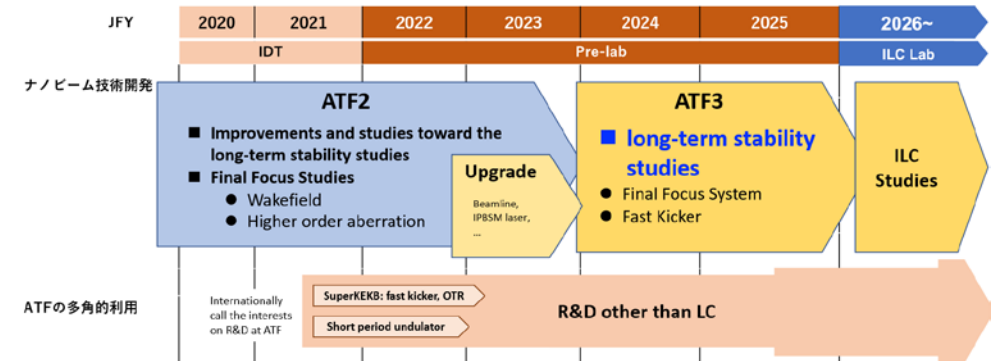 JFY 2020 2021 2022 2023 2024 2025 2026~
IDT Pre-lab ILC Lab
ナノビーム技術開発
ATF2
■ Improvements and studies toward the
long-term stability studies
■ Final Focus Studies
● Wakefield
● Higher order aberration
Upgrade
Beamline,
IPBSM laser,
...
ATF3
■ long-term stability
studies
● Final Focus System
● Fast Kicker
ILC
Studies
ATFの多角的利用
Internationally
call the interests
on R&D at ATF
SuperKEKB: fast kicker, OTR
Short period undulator
R&D other than LC